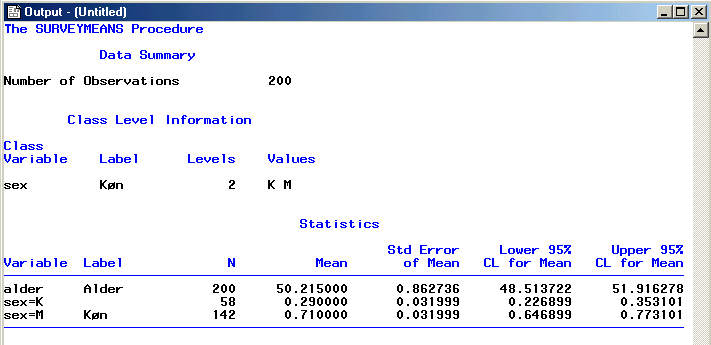 Output - (Untitled)
The SURVEYMEANS Procedure
Data Summary
Number of Observations 200
Class Level Information
Class
Variable Label Levels Values
sex Køn 2 K M
Statistics
Std Error Lower 95% Upper 95%
Variable Label N Mean of Mean CL for Mean CL for Mean
alder Alder 200 50.215000 0.862736 48.513722 51.916278
sex=K 58 0.290000 0.031999 0.226899 0.353101
sex=M Køn 142 0.710000 0.031999 0.646899 0.773101